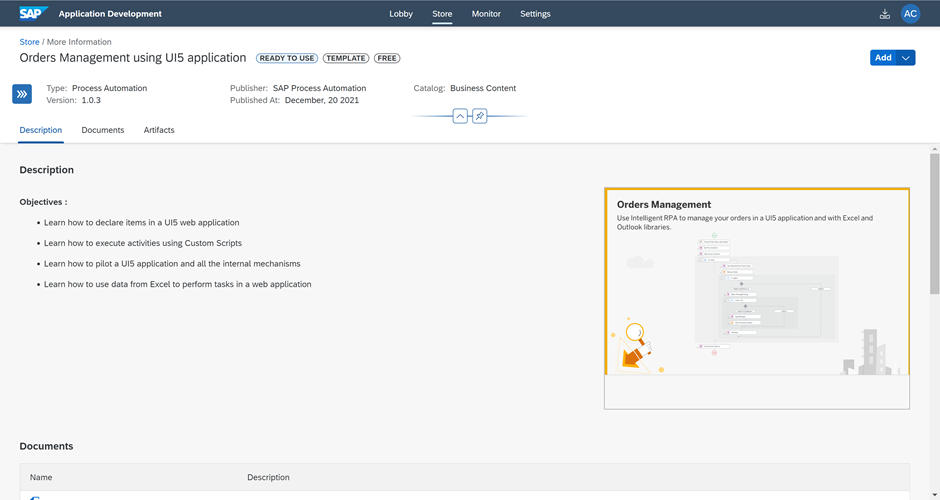 SAP Application Development Lobby Store Monitor Settings AC
Store / More Information
Orders Management using UI5 application READY TO USE TEMPLATE FREE Add
Type: Process Automation Publisher: SAP Process Automation Catalog: Business Content
Version: 1.0.3 Published At: December, 20 2021
Description Documents Artifacts
Description
Objectives :
Learn how to declare items in a UI5 web application
Learn how to execute activities using Custom Scripts
Learn how to pilot a UI5 application and all the internal mechanisms
Learn how to use data from Excel to perform tasks in a web application
Orders Management
Use Intelligent RPA to manage your orders in a UI5 application and with Excel and
Outlook libraries.
Documents
Name Description